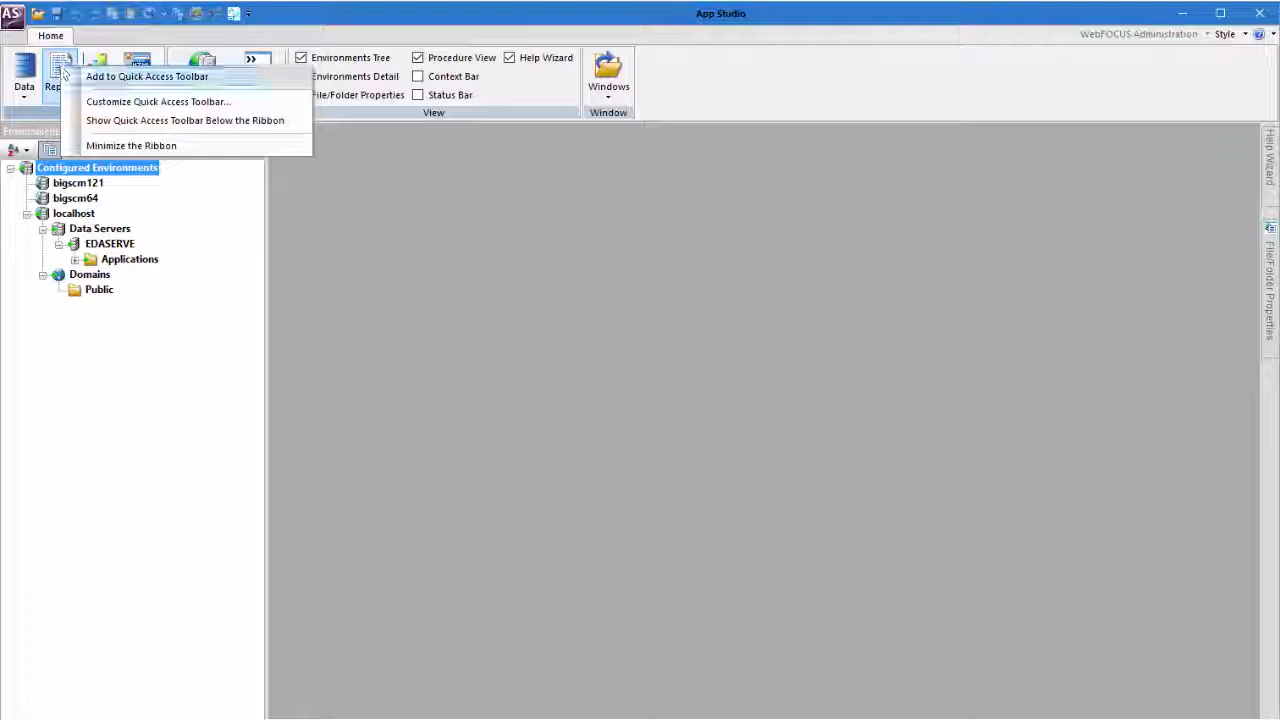 AS
App Studio
Home
WebFOCUS Administration
Style
Data
Rep
Add to Quick Access Toolbar
Customize Quick Access Toolbar...
Show Quick Access Toolbar Below the Ribbon
Minimize the Ribbon
Environments Tree
Environments Detail
File/Folder Properties
Procedure View
Context Bar
Status Bar
Help Wizard
View
Windows
Window
Environment
Configured Environments
bigscm121
bigscm64
localhost
Data Servers
EDASERVE
Applications
Domains
Public
Help Wizard
File/Folder Properties